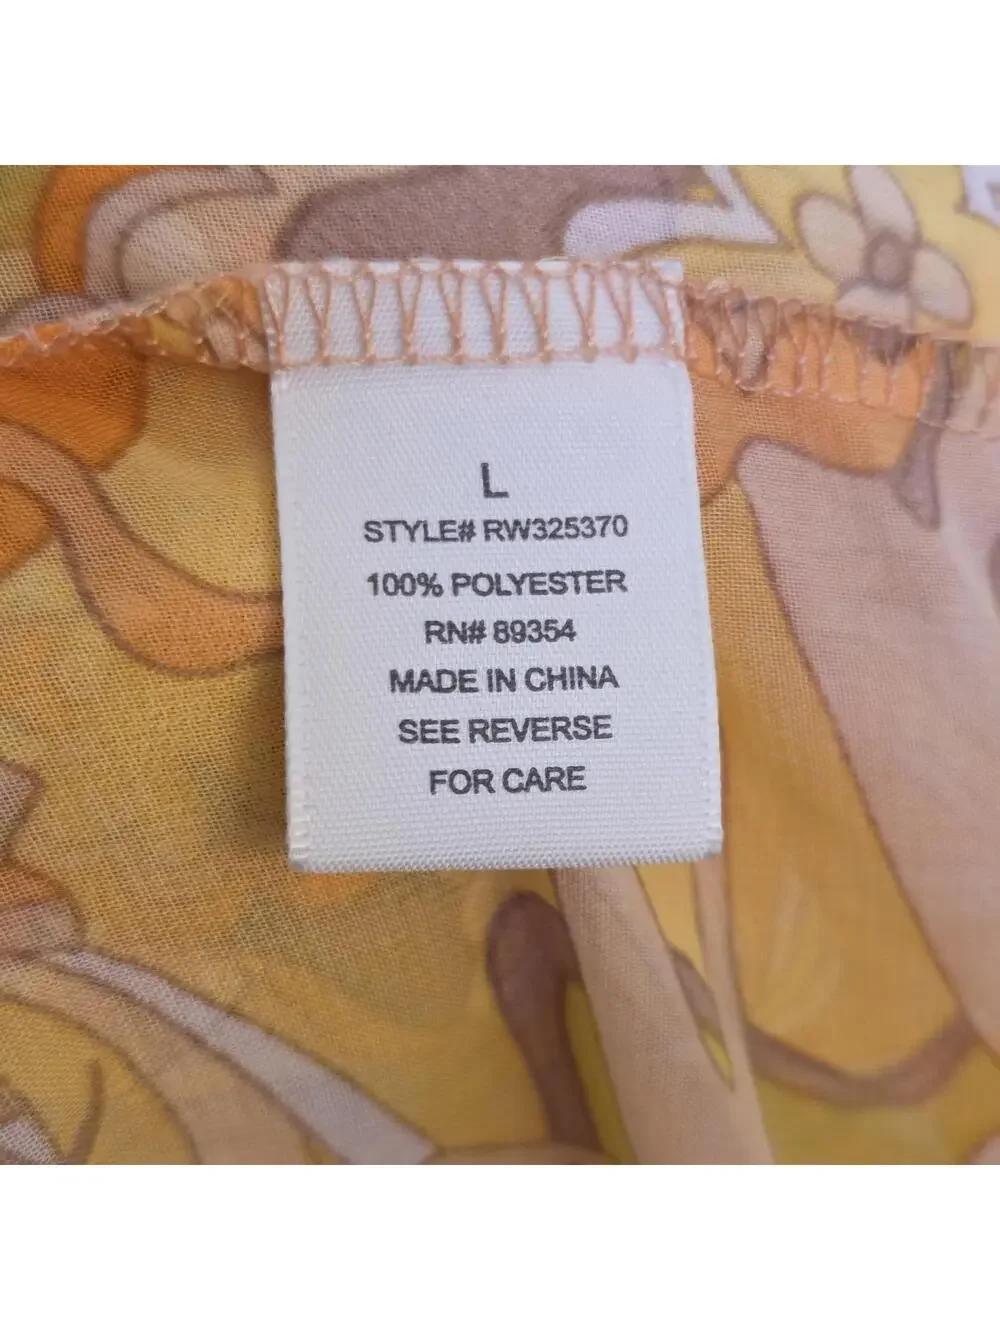 L
STYLE# RW325370
100% POLYESTER
RN# 89354
MADE IN CHINA
SEE REVERSE
FOR CARE